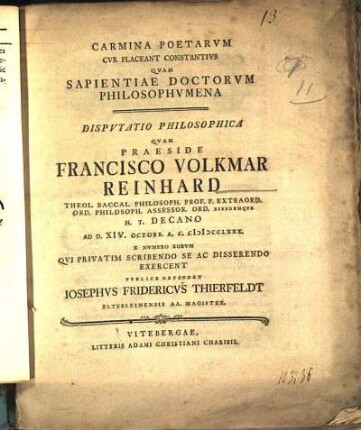 13
CARMINA POETARVM
CVR PLACEANT CONSTANTIVS
QVAM
SAPIENTIAE DOCTORVM
PHILOSOPHVMENA
DISPVTATIO PHILOSOPHICA
QVAM
PRAESIDE
FRANCISCO VOLKMAR
REINHARD
THEOL. BACCAL. PHILOSOPH. PROF. P. EXTRAORD.
ORD. PHILOSOPH. ASSESSOR. ORD. EIVSDEMQVE
H. T. DECANO
AD D. XIV. OCTOBR. A. C. CIƆIƆCCLXXX.
E NVMERO EORVM
QVI PRIVATIM SCRIBENDO SE AC DISSERENDO
EXERCENT
PVBLICE DEFENDET
IOSEPHVS FRIDERICVS THIERFELDT
ELTERLEINENSIS AA. MAGISTER.
VITEBERGAE,
LITTERIS ADAMI CHRISTIANI CHARISII.